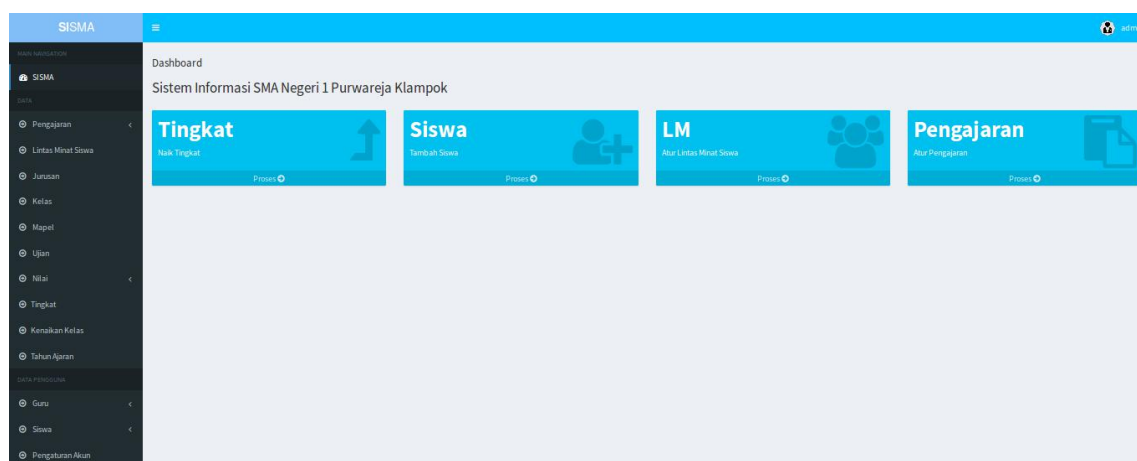 SISMA
adm
MAIN NAVIGATION
SISMA
DATA
Pengajaran
Lintas Minat Siswa
Jurusan
Kelas
Mapel
Ujian
Nilai
Tingkat
Kenaikan Kelas
Tahun Ajaran
DATA PENGGUNA
Guru
Siswa
Pengaturan Akun
Dashboard
Sistem Informasi SMA Negeri 1 Purwareja Klampok
Tingkat
Naik Tingkat
Proses
Siswa
Tambah Siswa
Proses
LM
Atur Lintas Minat Siswa
Proses
Pengajaran
Atur Pengajaran
Proses